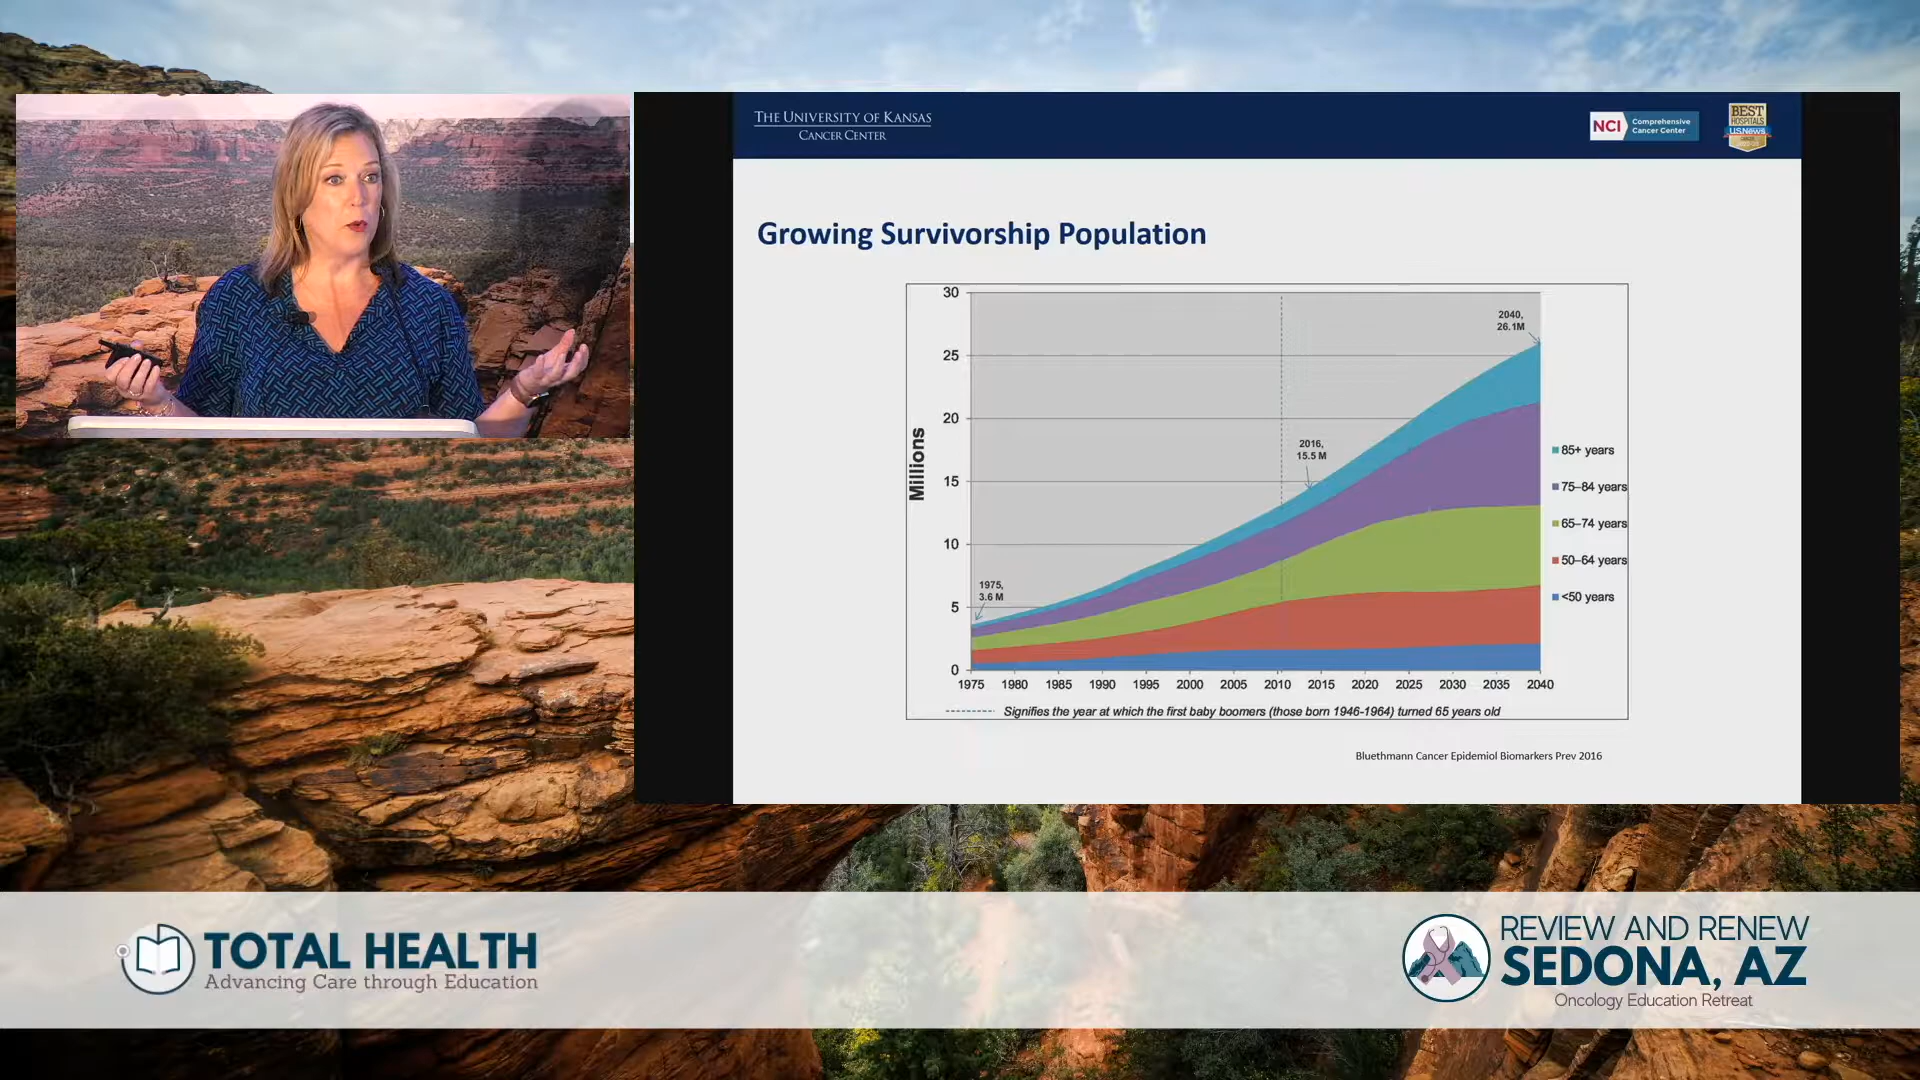 THE UNIVERSITY OF KANSAS
CANCER CENTER
NCI Comprehensive
Cancer Center
BEST
HOSPITALS
U.S.News
Growing Survivorship Population
30
25
20
15
10
5
0
Millions
1975,
3.6 M
2016,
15.5 M
2040,
26.1M
85+ years
75–84 years
65–74 years
50–64 years
<50 years
1975 1980 1985 1990 1995 2000 2005 2010 2015 2020 2025 2030 2035 2040
Signifies the year at which the first baby boomers (those born 1946-1964) turned 65 years old
Bluethmann Cancer Epidemiol Biomarkers Prev 2016
TOTAL HEALTH
Advancing Care through Education
REVIEW AND RENEW
SEDONA, AZ
Oncology Education Retreat